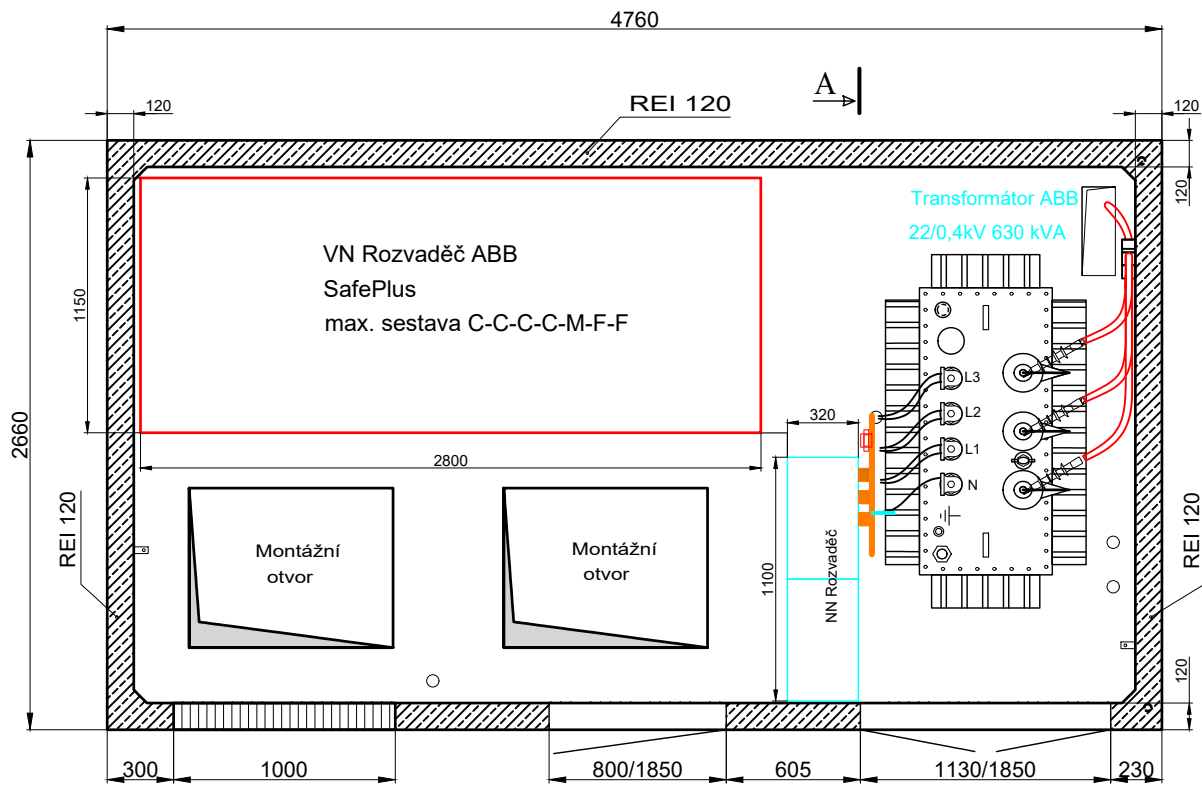 4760
A
120
REI 120
120
120
Transformátor ABB
22/0,4kV 630 kVA
VN Rozvaděč ABB
SafePlus
max. sestava C-C-C-C-M-F-F
1150
2660
L3
L2
L1
N
320
2800
1100
NN Rozvaděč
Montážní
otvor
Montážní
otvor
REI 120
REI 120
120
300
1000
800/1850
605
1130/1850
230